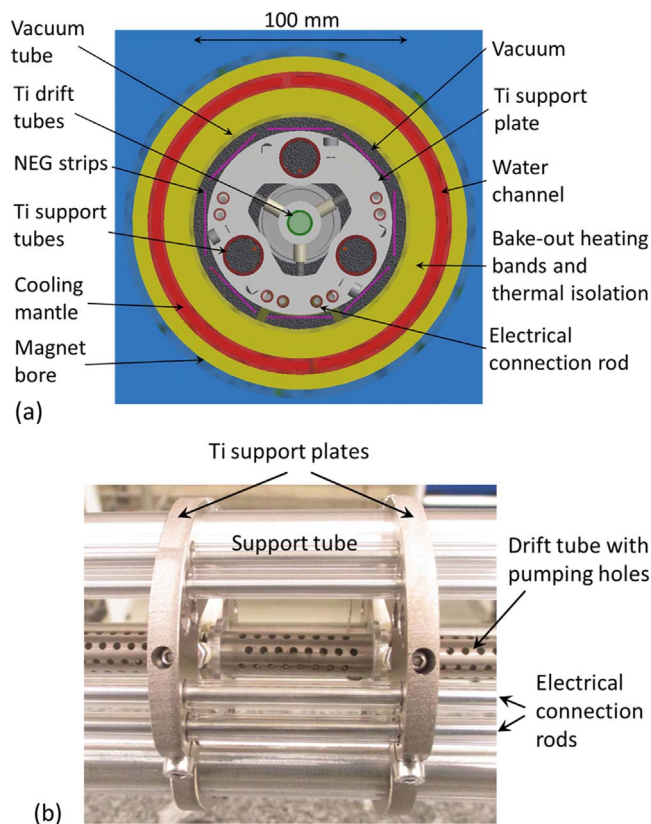 100 mm
Vacuum
tube
Ti drift
tubes
NEG strips
Ti support
tubes
Cooling
mantle
Magnet
bore
Vacuum
Ti support
plate
Water
channel
Bake-out heating
bands and
thermal isolation
Electrical
connection rod
(a)
Ti support plates
Support tube
Drift tube with
pumping holes
Electrical
connection
rods
(b)